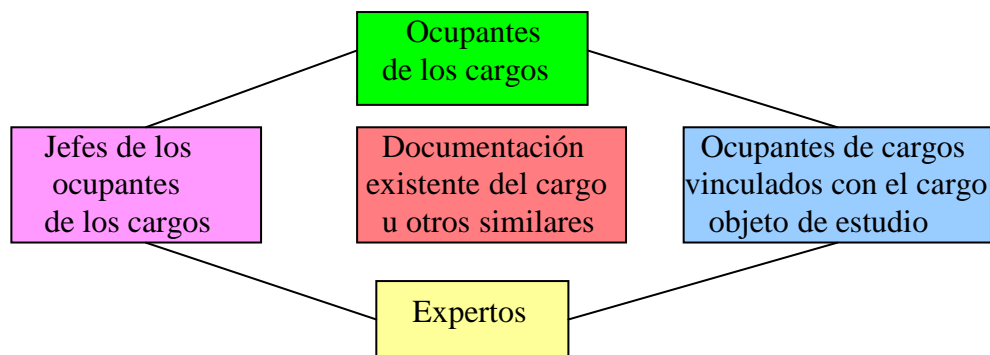 Ocupantes
de los cargos
Jefes de los
ocupantes
de los cargos
Documentación
existente del cargo
u otros similares
Ocupantes de cargos
vinculados con el cargo
objeto de estudio
Expertos